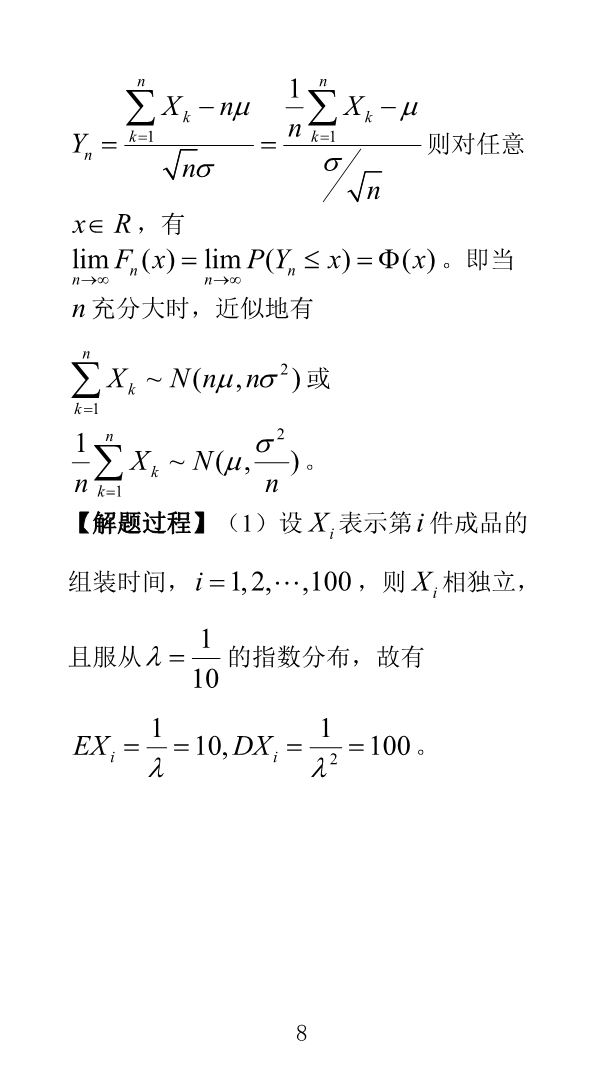 $Y_n = \dfrac{\sum_{k=1}^{n} X_k - n\mu}{\sqrt{n}\sigma} = \dfrac{\frac{1}{n}\sum_{k=1}^{n} X_k - \mu}{\sigma / \sqrt{n}}$ 则对任意
$x \in R$，有
$\lim_{n \to \infty} F_n(x) = \lim_{n \to \infty} P(Y_n \le x) = \Phi(x)$。即当
$n$ 充分大时，近似地有
$\sum_{k=1}^{n} X_k \sim N(n\mu, n\sigma^2)$ 或
$\frac{1}{n}\sum_{k=1}^{n} X_k \sim N(\mu, \frac{\sigma^2}{n})$。
【解题过程】（1）设 $X_i$ 表示第 $i$ 件成品的
组装时间，$i = 1, 2, \cdots, 100$，则 $X_i$ 相独立，
且服从 $\lambda = \frac{1}{10}$ 的指数分布，故有
$EX_i = \frac{1}{\lambda} = 10, DX_i = \frac{1}{\lambda^2} = 100$。
8